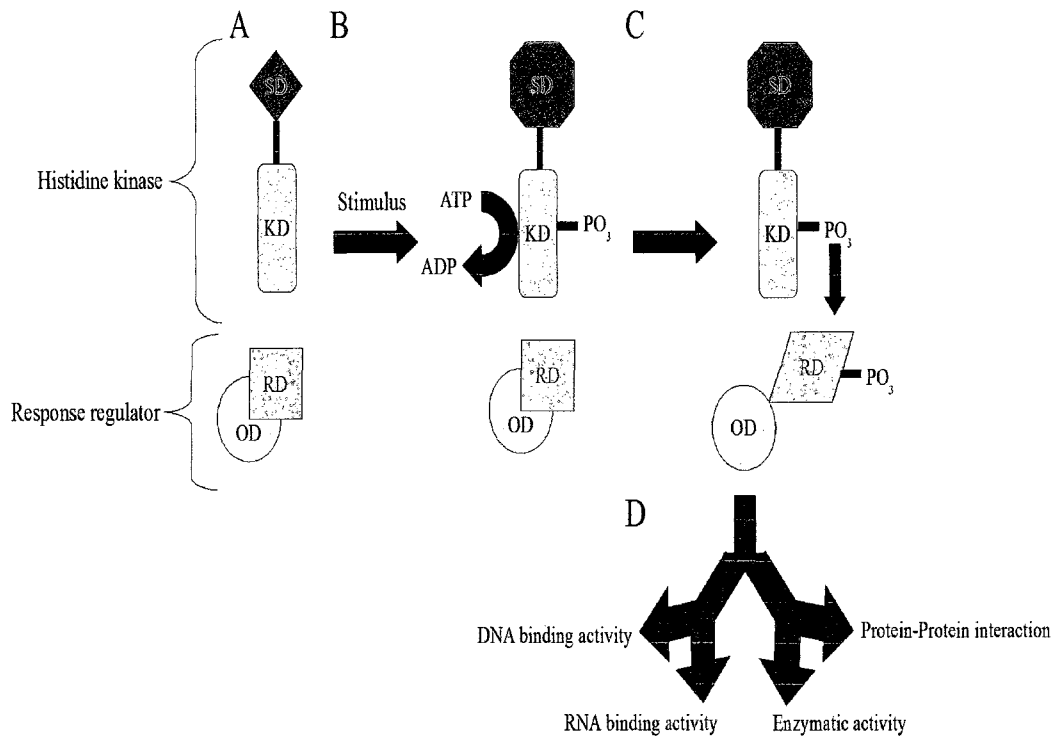 A
B
C
SD
SD
SD
Histidine kinase
KD
Stimulus
ATP
ADP
KD
PO3
KD
PO3
Response regulator
RD
OD
RD
OD
RD
PO3
OD
D
DNA binding activity
Protein-Protein interaction
RNA binding activity
Enzymatic activity